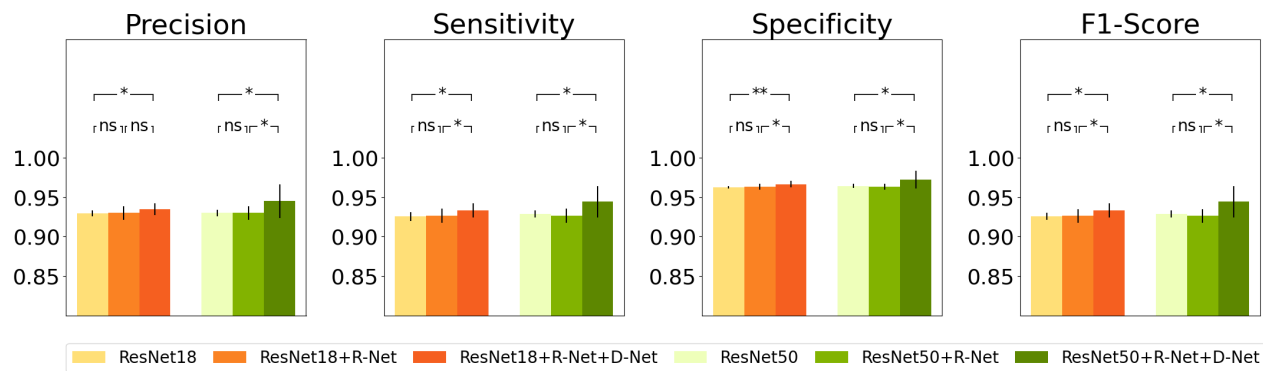 Precision Sensitivity Specificity F1-Score
* * * * ** * * *
ns ns ns * ns * ns * ns * ns * ns * ns *
1.00 1.00 1.00 1.00
0.95 0.95 0.95 0.95
0.90 0.90 0.90 0.90
0.85 0.85 0.85 0.85
ResNet18 ResNet18+R-Net ResNet18+R-Net+D-Net ResNet50 ResNet50+R-Net ResNet50+R-Net+D-Net